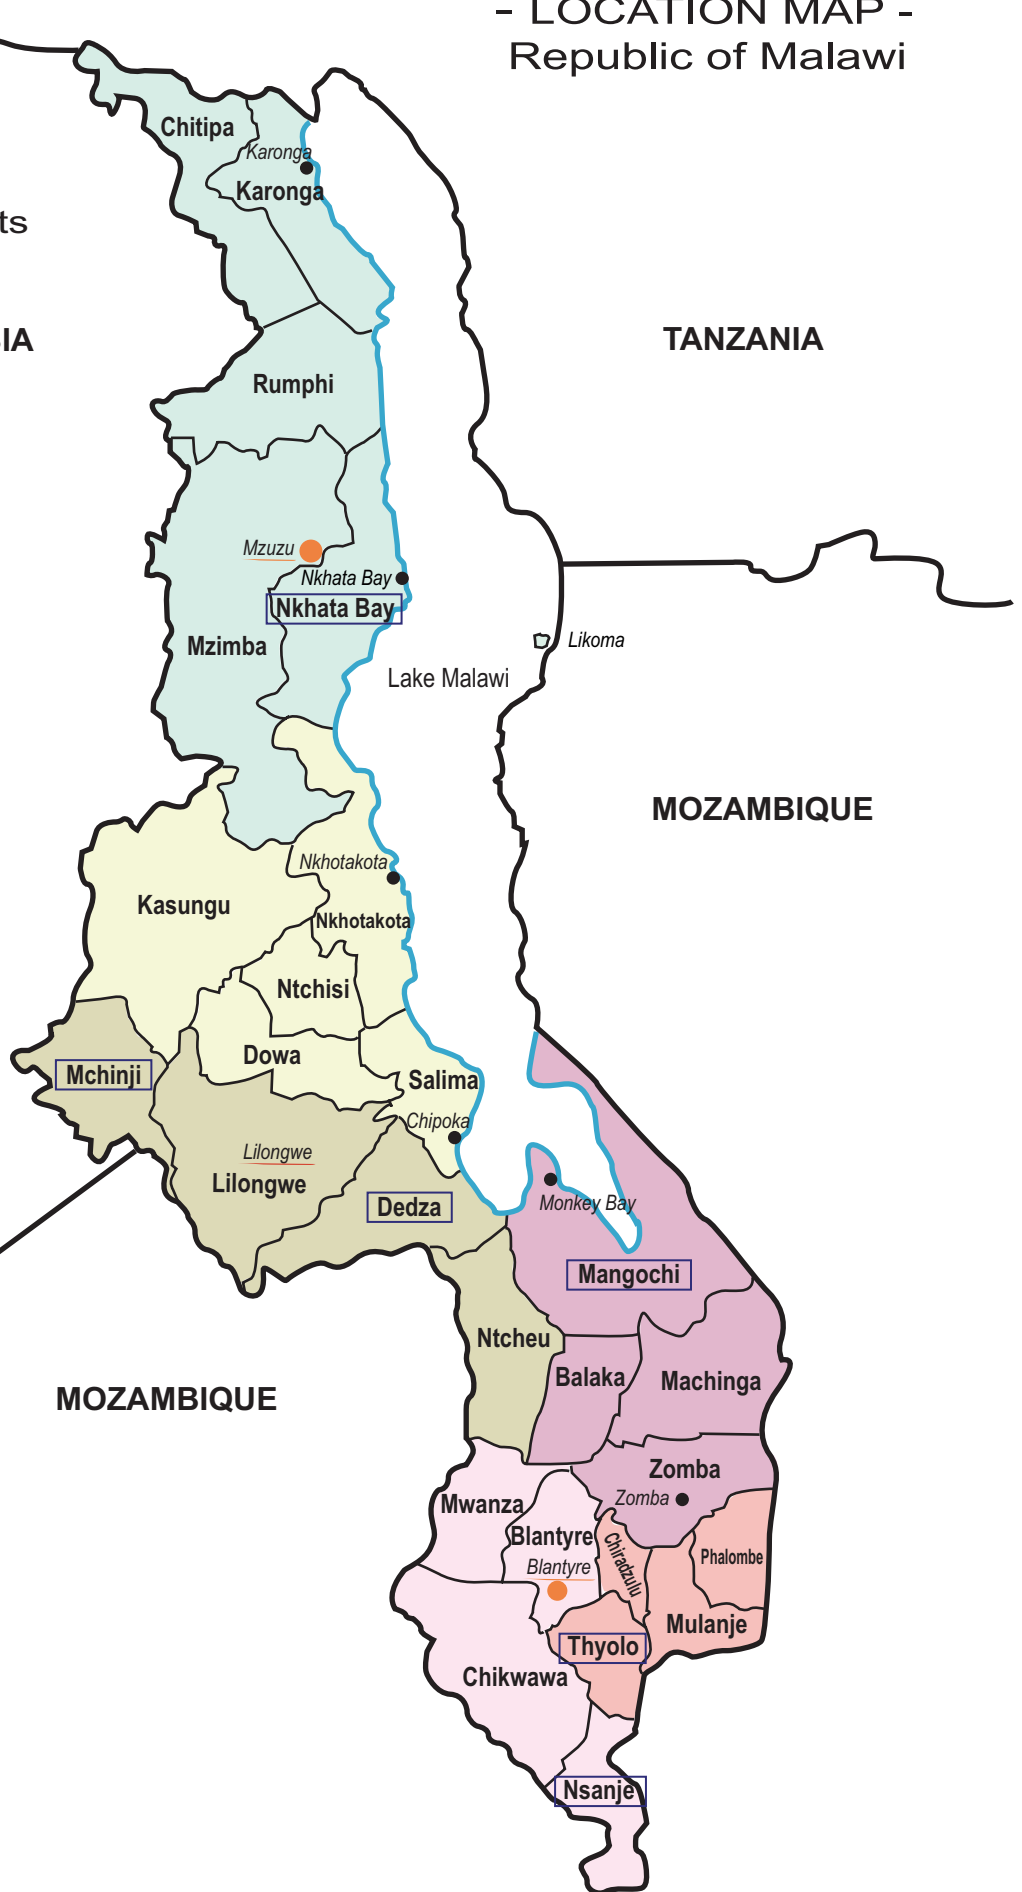 - LOCATION MAP -
Republic of Malawi
Chitipa
Karonga
Karonga
ts
IA
TANZANIA
Rumphi
Mzuzu
Nkhata Bay
Nkhata Bay
Mzimba
Likoma
Lake Malawi
MOZAMBIQUE
Nkhotakota
Kasungu
Nkhotakota
Ntchisi
Dowa
Mchinji
Salima
Chipoka
Lilongwe
Lilongwe
Dedza
Monkey Bay
Mangochi
Ntcheu
Balaka
Machinga
MOZAMBIQUE
Zomba
Zomba
Mwanza
Blantyre
Blantyre
Chiradzulu
Phalombe
Mulanje
Thyolo
Chikwawa
Nsanje